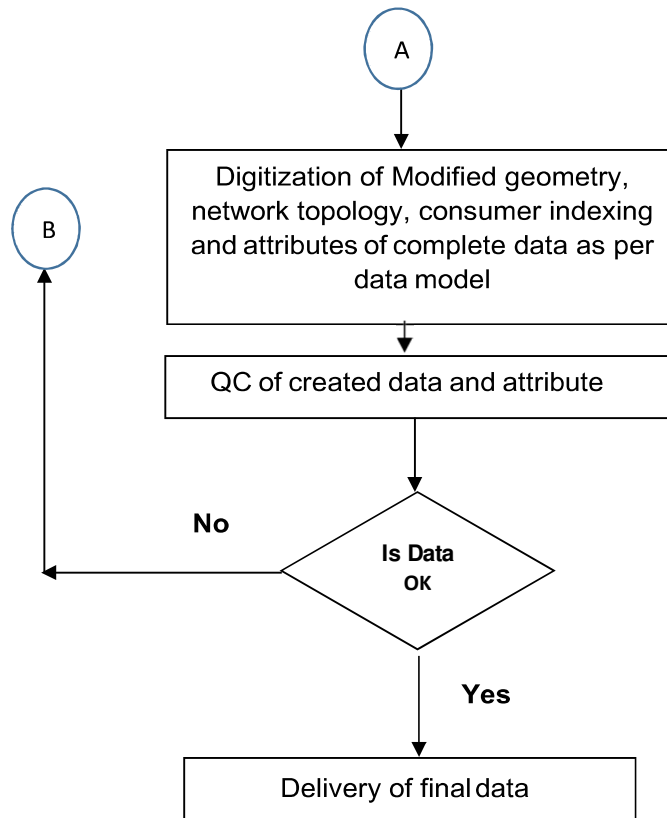 A
Digitization of Modified geometry,
network topology, consumer indexing
and attributes of complete data as per
data model
B
QC of created data and attribute
No
Is Data
OK
Yes
Delivery of final data